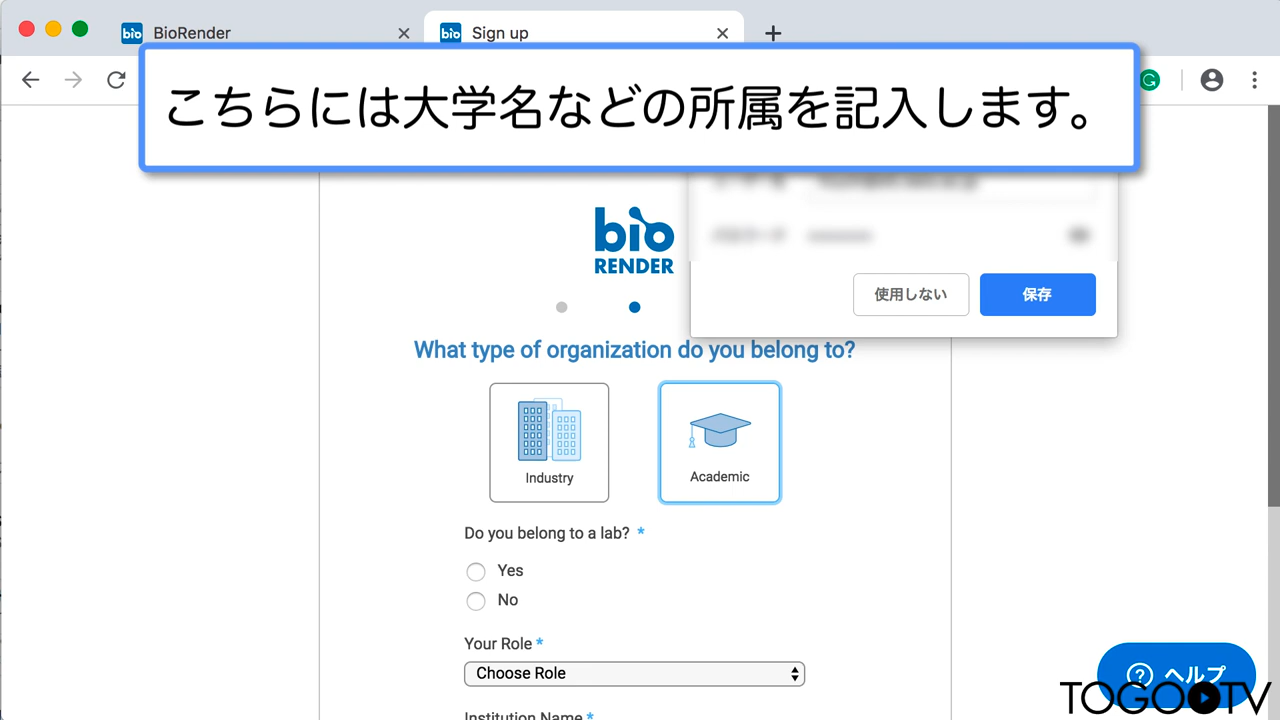 BioRender
Sign up
こちらには大学名などの所属を記入します。
bio
RENDER
使用しない
保存
What type of organization do you belong to?
Industry
Academic
Do you belong to a lab? *
Yes
No
Your Role *
Choose Role
Institution Name *
ヘルプ
TOGOTV